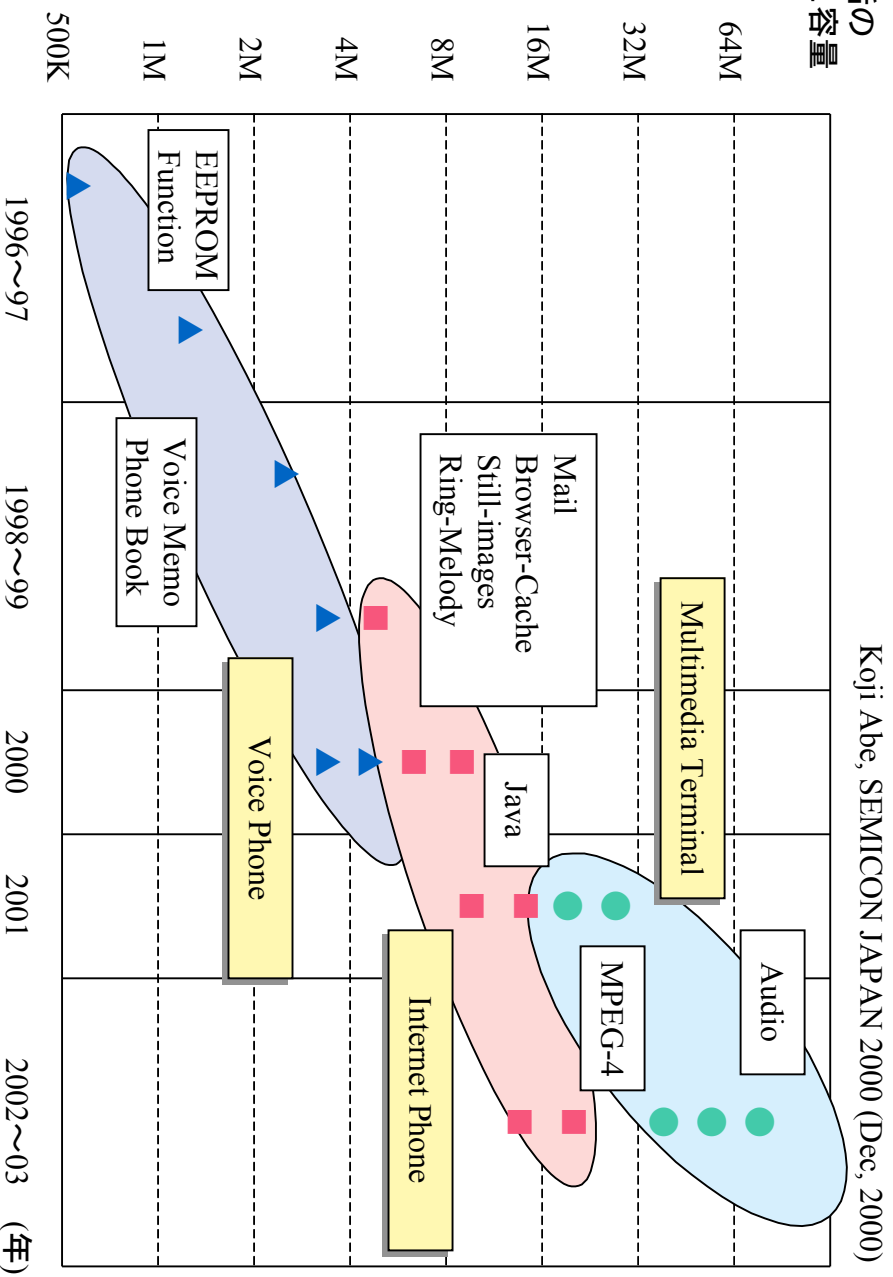 容量
Koji Abe, SEMICON JAPAN 2000 (Dec, 2000)
64M
32M
16M
8M
4M
2M
1M
500K
Audio
Multimedia Terminal
MPEG-4
Mail
Browser-Cache
Still-images
Ring-Melody
Java
Internet Phone
EEPROM
Function
Voice Memo
Phone Book
Voice Phone
1996〜97
1998〜99
2000
2001
2002〜03
(年)